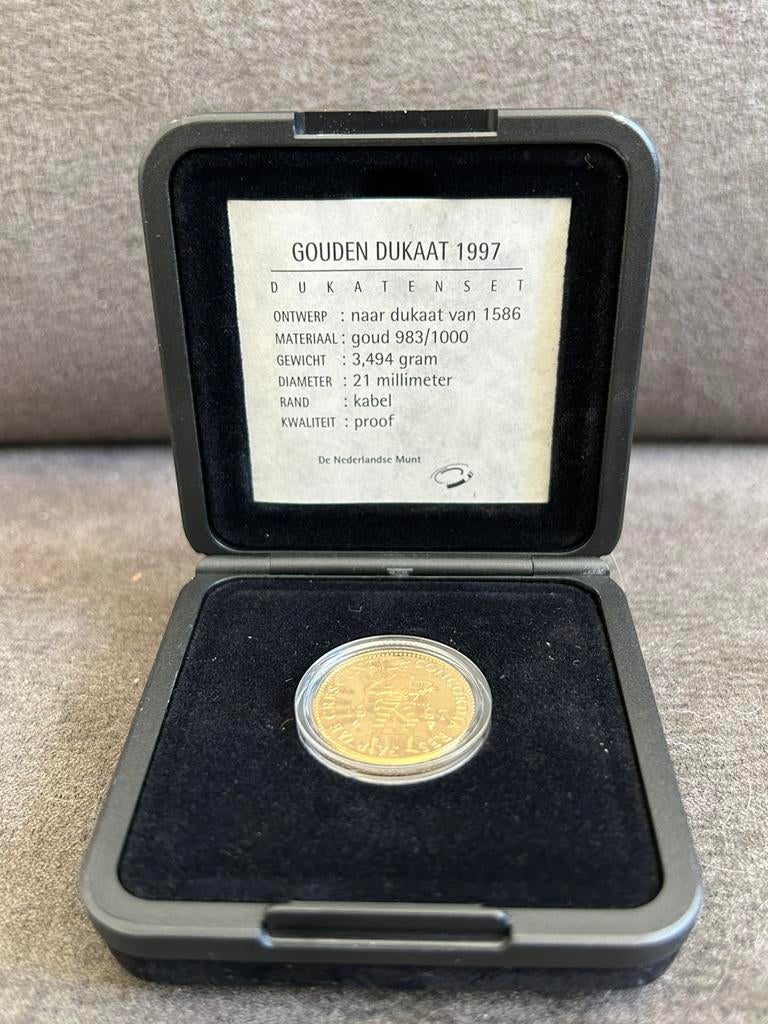 GOUDEN DUKAAT 1997
DUKATENSET
ONTWERP : naar dukaat van 1586
MATERIAAL : goud 983/1000
GEWICHT : 3,494 gram
DIAMETER : 21 millimeter
RAND : kabel
KWALITEIT : proof
De Nederlandse Munt